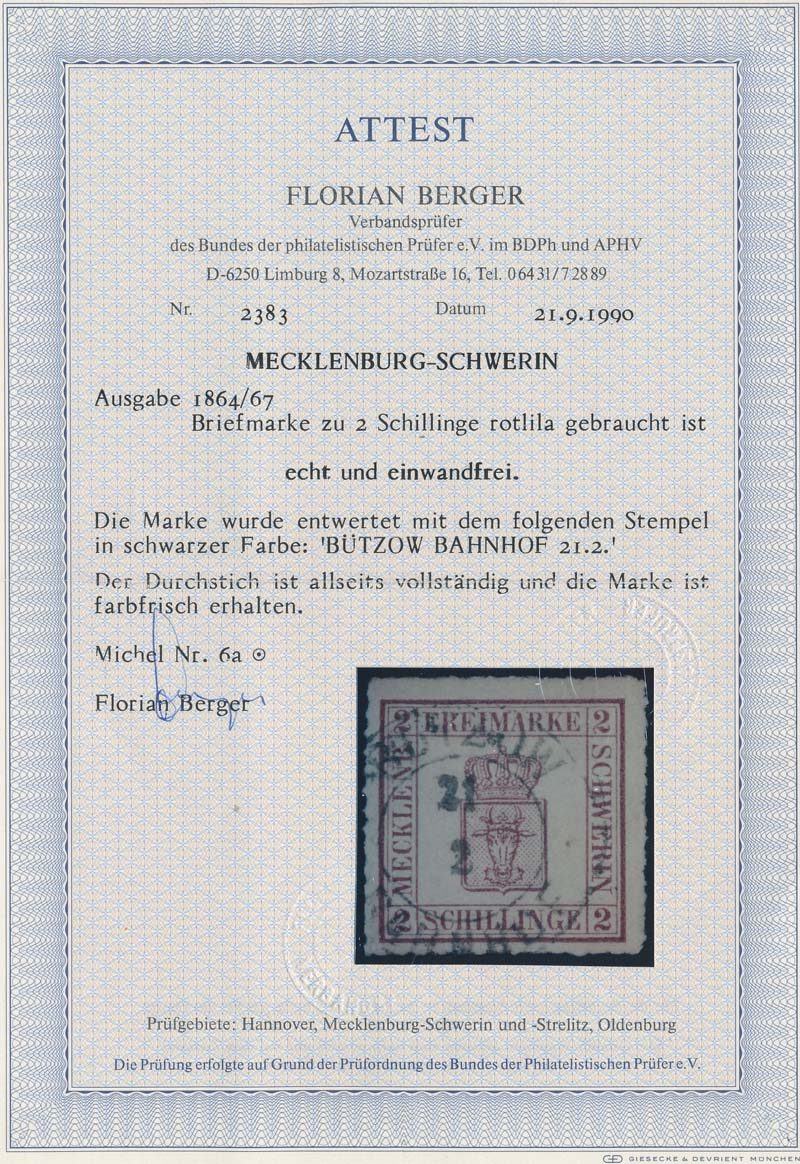 ATTEST
FLORIAN BERGER
Verbandsprüfer
des Bundes der philatelistischen Prüfer e.V. im BDPh und APHV
D-6250 Limburg 8, Mozartstraße 16, Tel. 06431/72889
Nr. 2383 Datum 21.9.1990
MECKLENBURG-SCHWERIN
Ausgabe 1864/67
Briefmarke zu 2 Schillinge rotlila gebraucht ist
echt und einwandfrei.
Die Marke wurde entwertet mit dem folgenden Stempel
in schwarzer Farbe: 'BÜTZOW BAHNHOF 21.2.'
Der Durchstich ist allseits vollständig und die Marke ist
farbfrisch erhalten.
Michel Nr. 6a ⊙
Florian Berger
2 FREIMARKE 2
MECKLENB
SCHWERIN
21
2
2 SCHILLINGE 2
Prüfgebiete: Hannover, Mecklenburg-Schwerin und -Strelitz, Oldenburg
Die Prüfung erfolgte auf Grund der Prüfordnung des Bundes der Philatelistischen Prüfer e.V.
GIESECKE & DEVRIENT MÜNCHEN